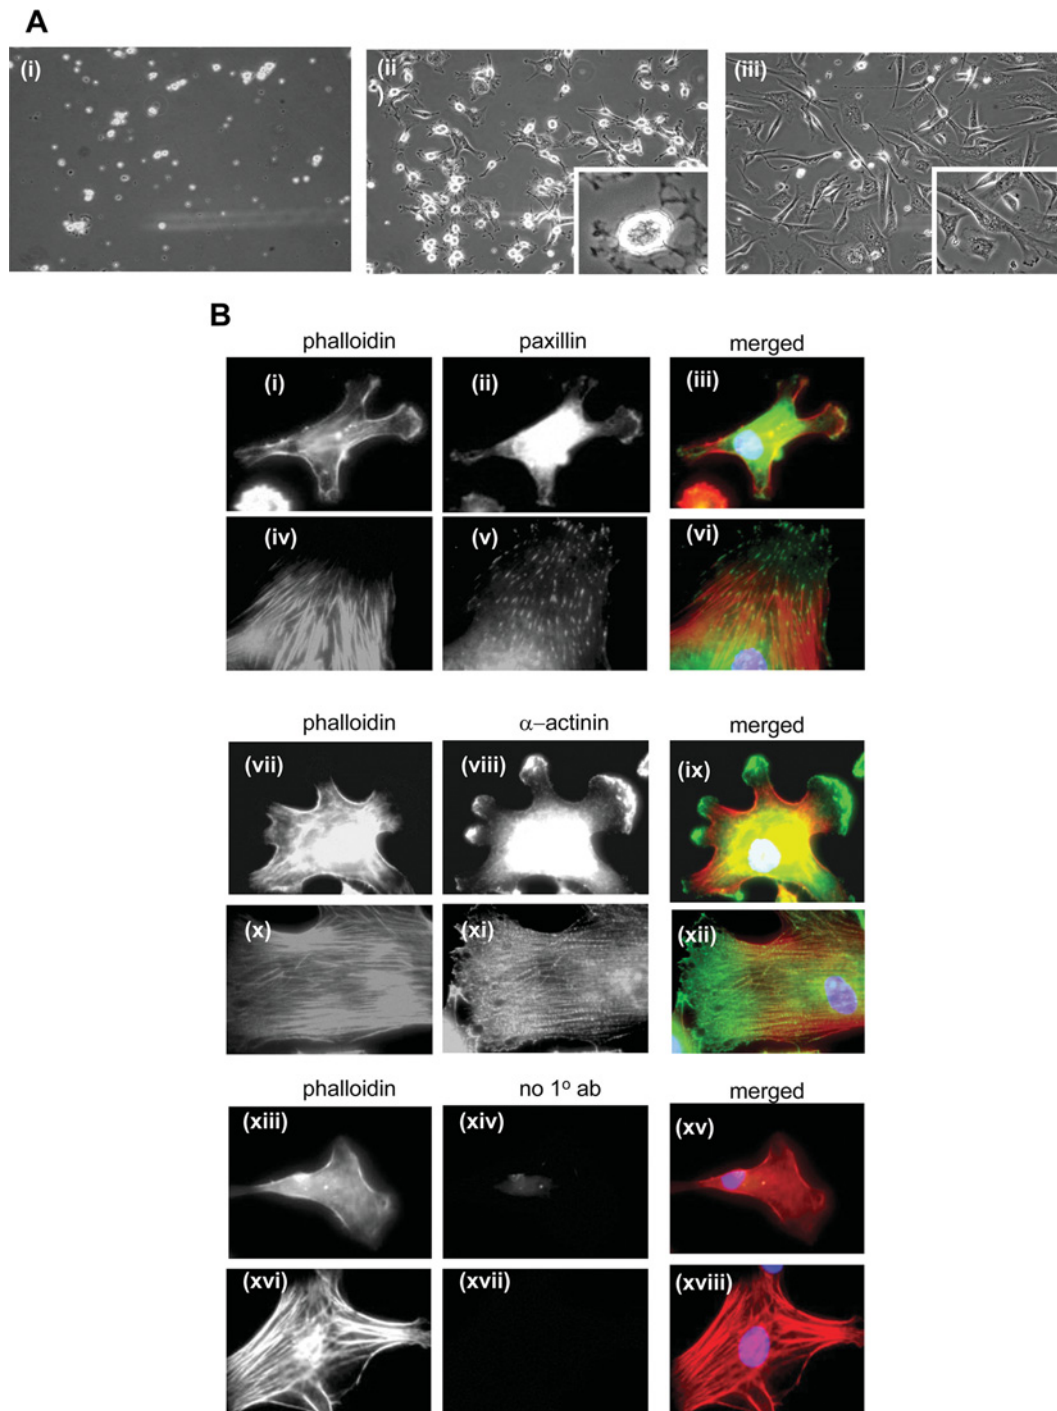 A
(i)
(ii
)
(iii)
B
phalloidin paxillin merged
(i) (ii) (iii)
(iv) (v) (vi)
phalloidin α–actinin merged
(vii) (viii) (ix)
(x) (xi) (xii)
phalloidin no 1º ab merged
(xiii) (xiv) (xv)
(xvi) (xvii) (xviii)